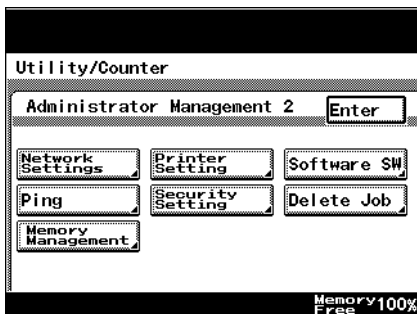 Utility/Counter
Administrator Management 2
Enter
Network
Settings
Printer
Setting
Software SW
Ping
Security
Setting
Delete Job
Memory
Management
Memory
Free 100%